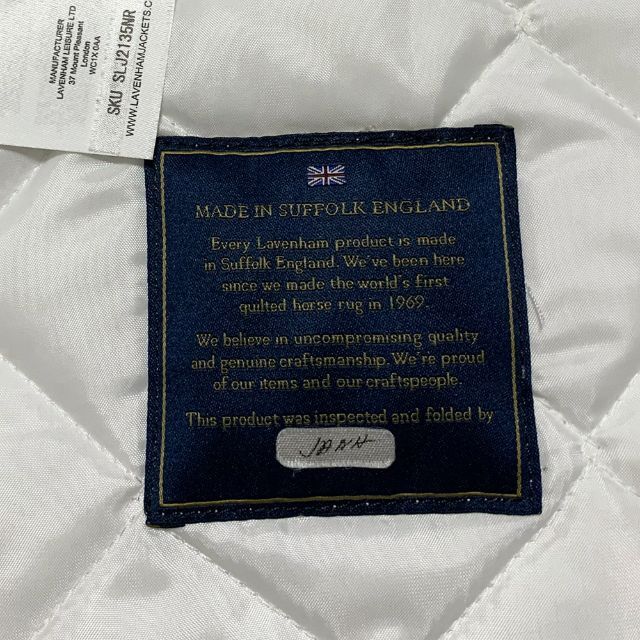 MANUFACTURER
LAVENHAM LEISURE LTD
37 Mount Pleasant
London
WC1X 0AA
SKU SLJ2135NR
WWW.LAVENHAMJACKETS.C
MADE IN SUFFOLK ENGLAND
Every Lavenham product is made
in Suffolk England. We've been here
since we made the world's first
quilted horse rug in 1969.
We believe in uncompromising quality
and genuine craftsmanship. We're proud
of our items and our craftspeople.
This product was inspected and folded by